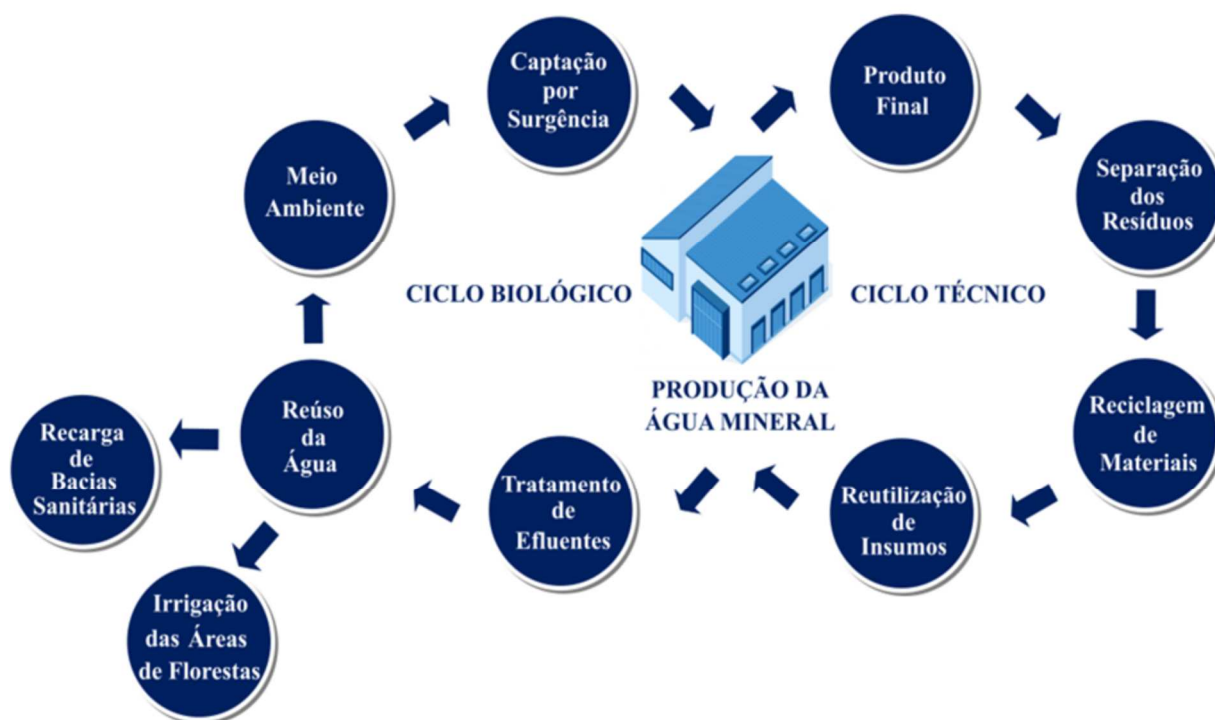 Captação
por
Surgência
Produto
Final
Meio
Ambiente
Separação
dos
Resíduos
CICLO BIOLÓGICO
CICLO TÉCNICO
PRODUÇÃO DA
ÁGUA MINERAL
Reúso
da
Água
Reciclagem
de
Materiais
Recarga
de
Bacias
Sanitárias
Tratamento
de
Efluentes
Reutilização
de
Insumos
Irrigação
das Áreas
de Florestas